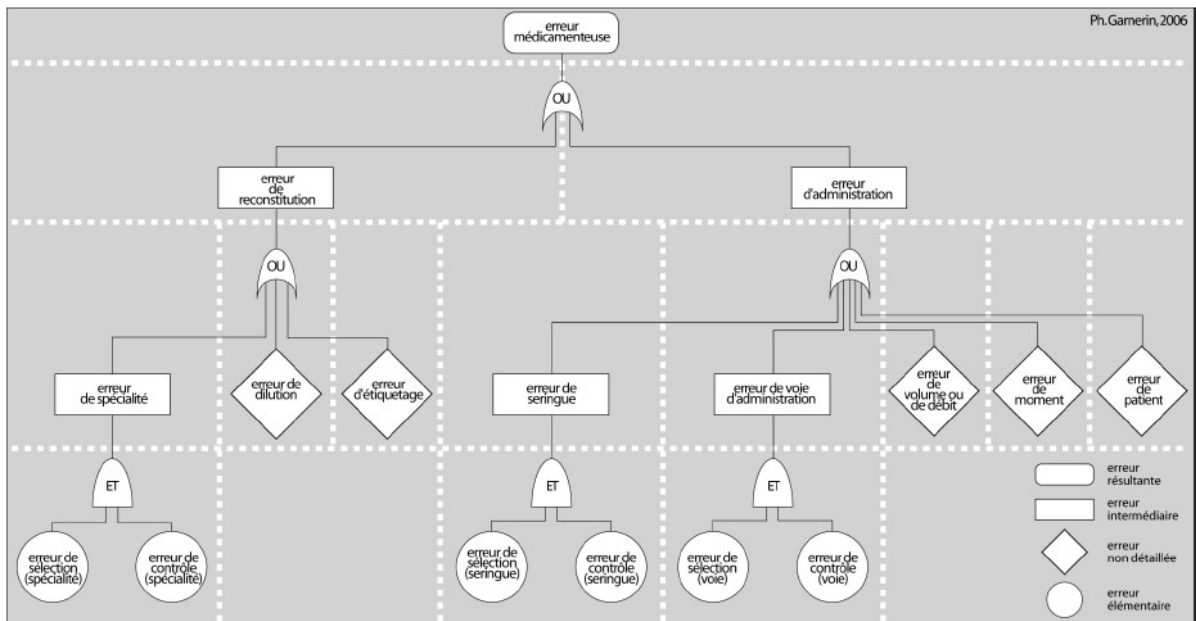 Ph. Garnerin, 2006
erreur
médicamenteuse
OU
erreur
de
reconstitution
erreur
d'administration
OU
OU
erreur
de spécialité
erreur de
dilution
erreur
d'étiquetage
erreur de
seringue
erreur de voie
d'administration
erreur
de
volume ou
de débit
erreur
de
moment
erreur
de
patient
ET
ET
ET
erreur de
sélection
(spécialité)
erreur de
contrôle
(spécialité)
erreur de
sélection
(seringue)
erreur de
contrôle
(seringue)
erreur de
sélection
(voie)
erreur de
contrôle
(voie)
erreur
résultante
erreur
intermédiaire
erreur
non détaillée
erreur
élémentaire